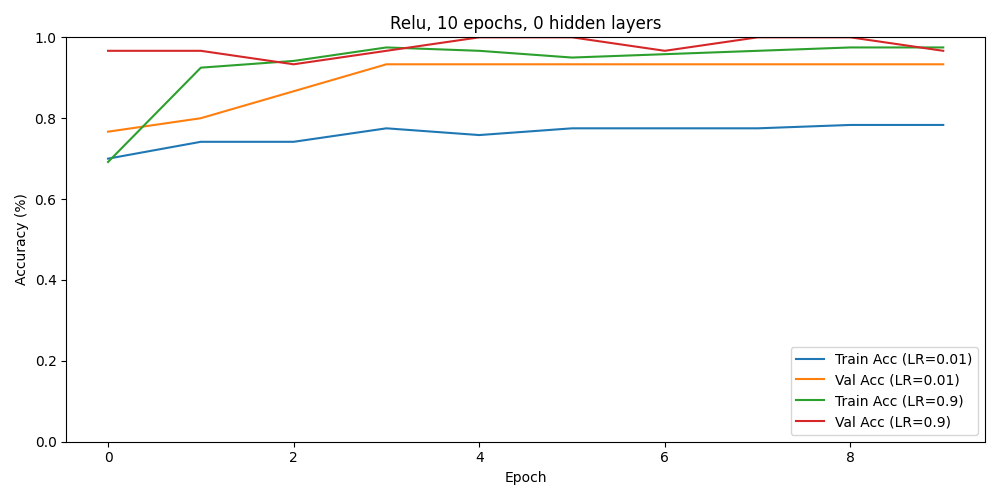 Relu, 10 epochs, 0 hidden layers
1.0
0.8
0.6
0.4
0.2
0.0
Accuracy (%)
0 2 4 6 8
Epoch
Train Acc (LR=0.01)
Val Acc (LR=0.01)
Train Acc (LR=0.9)
Val Acc (LR=0.9)